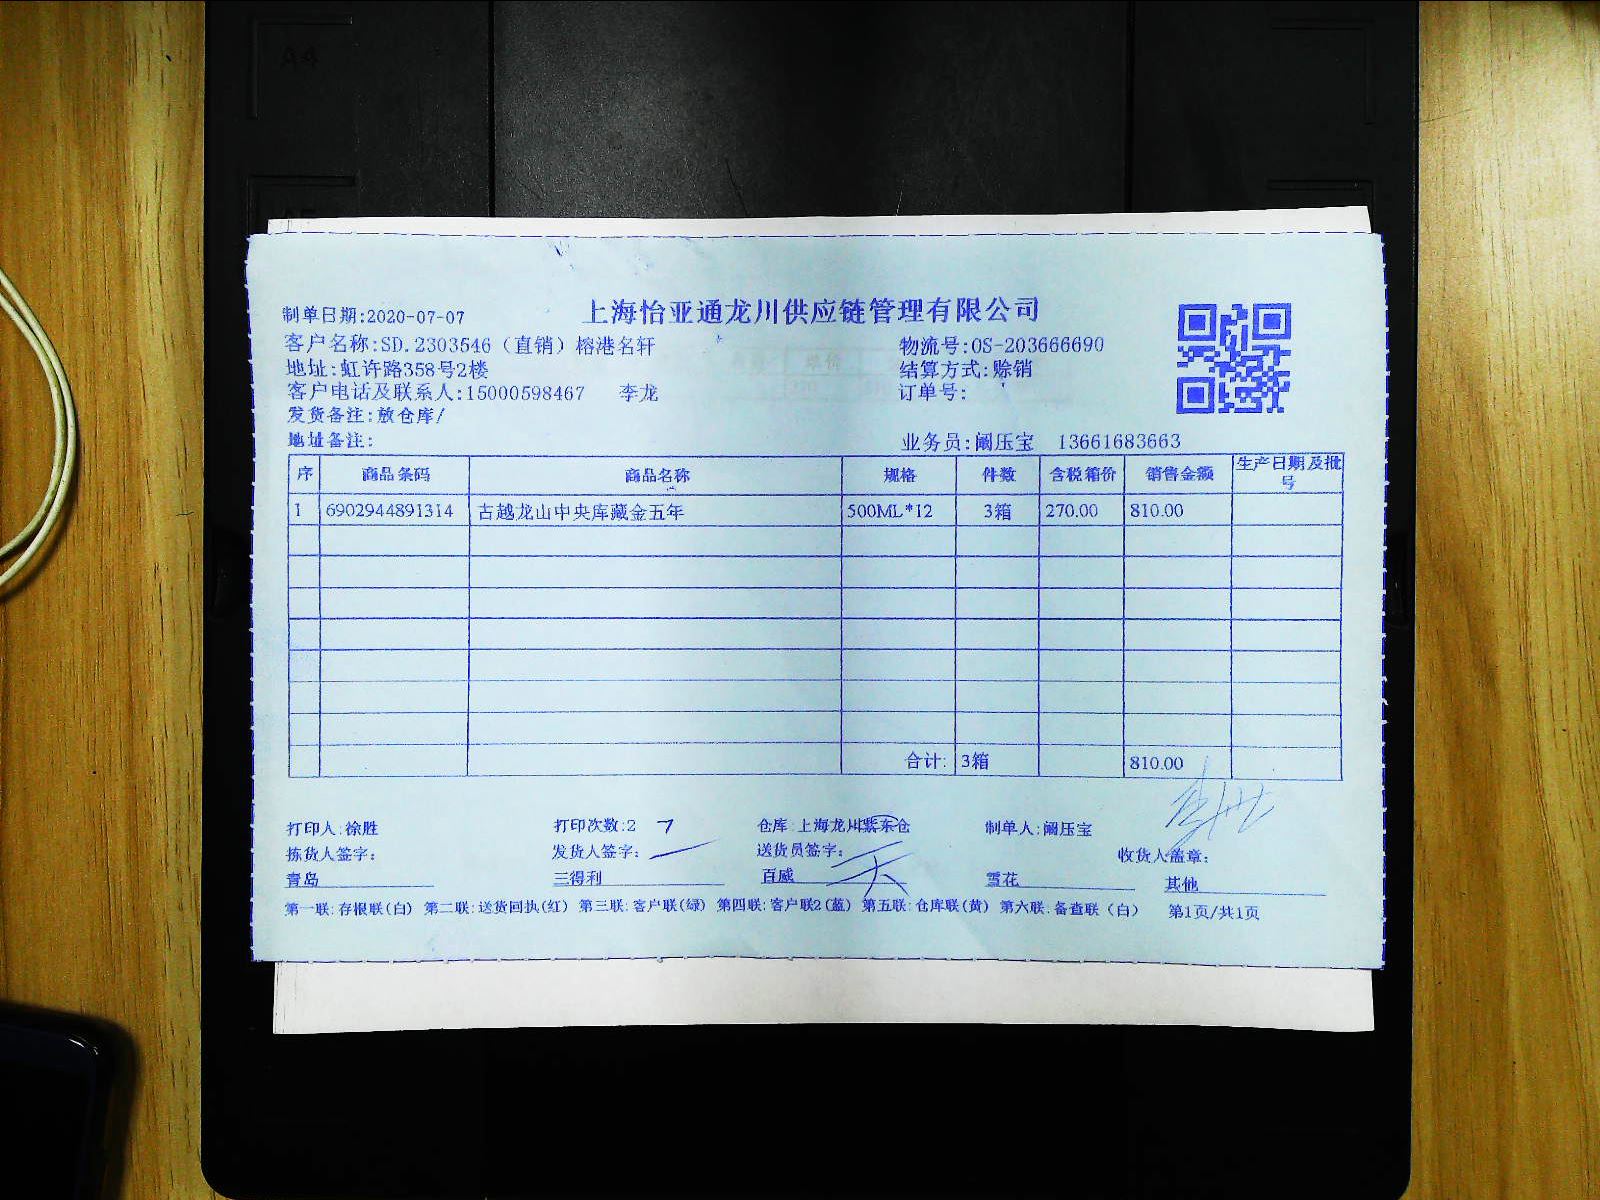 上海怡亚通龙川供应链管理有限公司
制单日期:2020-07-07
客户名称:SD.2303546（直销）榕港名轩 物流号:OS-203666690
地址:虹许路358号2楼 结算方式:赊销
客户电话及联系人:15000598467 李龙 订单号:
发货备注:放仓库/
地址备注: 业务员:阚压宝 13661683663
序 商品条码 商品名称 规格 件数 含税箱价 销售金额 生产日期及批号
1 6902944891314 古越龙山中央库藏金五年 500ML*12 3箱 270.00 810.00
合计: 3箱 810.00
打印人:徐胜 打印次数:2 仓库:上海龙川紫东仓 制单人:阚压宝
拣货人签字: 发货人签字: 送货员签字: 收货人盖章:
青岛 三得利 百威 雪花 其他
第一联:存根联(白) 第二联:送货回执(红) 第三联:客户联(绿) 第四联:客户联2(蓝) 第五联:仓库联(黄) 第六联:备查联（白） 第1页/共1页